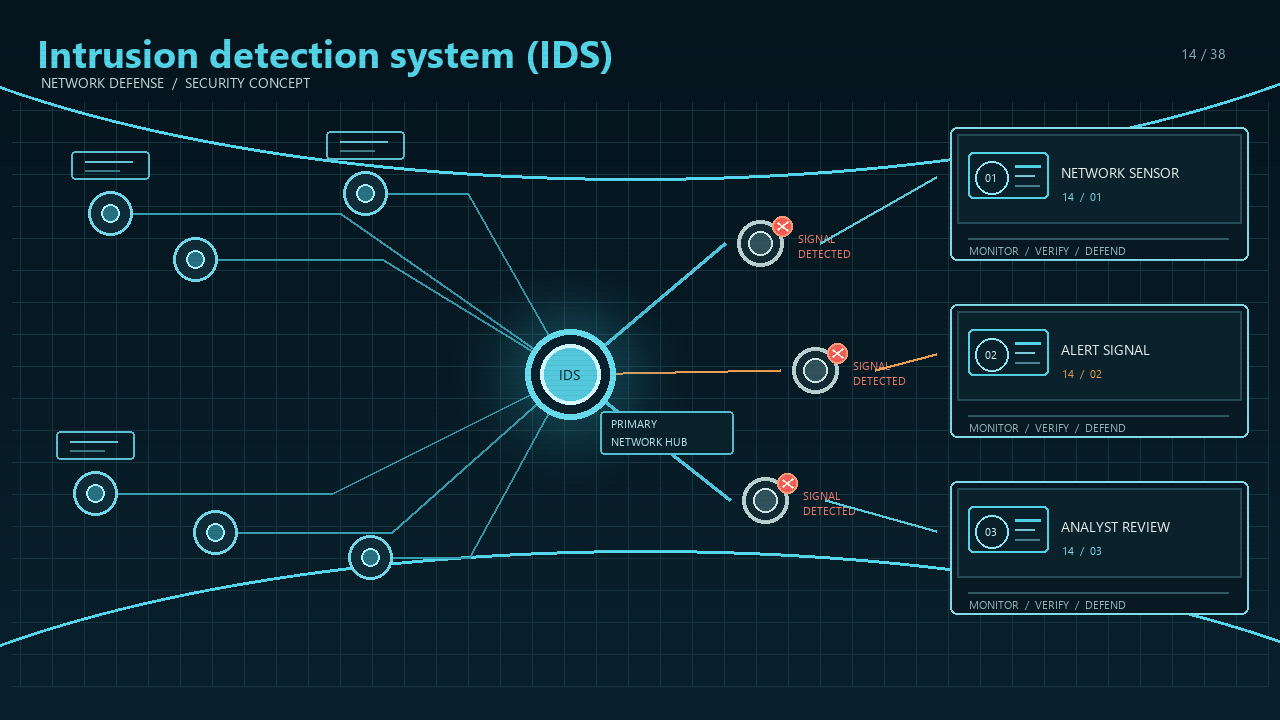 Intrusion detection system (IDS)
14 / 38
NETWORK DEFENSE / SECURITY CONCEPT
IDS
PRIMARY
NETWORK HUB
SIGNAL
DETECTED
SIGNAL
DETECTED
SIGNAL
DETECTED
01
NETWORK SENSOR
14 / 01
MONITOR / VERIFY / DEFEND
02
ALERT SIGNAL
14 / 02
MONITOR / VERIFY / DEFEND
03
ANALYST REVIEW
14 / 03
MONITOR / VERIFY / DEFEND